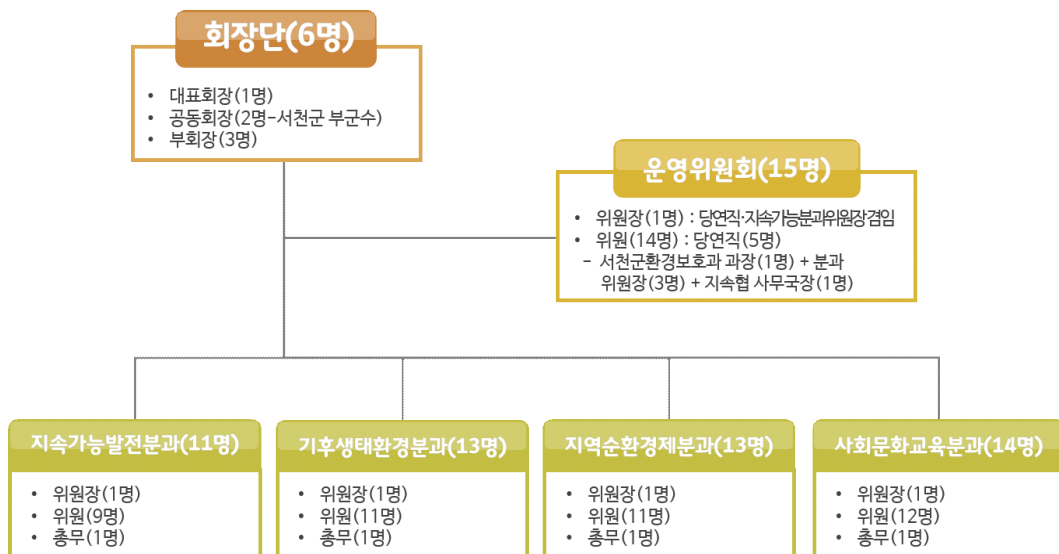 회장단(6명)
• 대표회장(1명)
• 공동회장(2명-서천군 부군수)
• 부회장(3명)
운영위원회(15명)
• 위원장(1명) : 당연직·지속가능분과위원장겸임
• 위원(14명) : 당연직(5명)
- 서천군환경보호과 과장(1명) + 분과
위원장(3명) + 지속협 사무국장(1명)
지속가능발전분과(11명)
• 위원장(1명)
• 위원(9명)
• 총무(1명)
기후생태환경분과(13명)
• 위원장(1명)
• 위원(11명)
• 총무(1명)
지역순환경제분과(13명)
• 위원장(1명)
• 위원(11명)
• 총무(1명)
사회문화교육분과(14명)
• 위원장(1명)
• 위원(12명)
• 총무(1명)